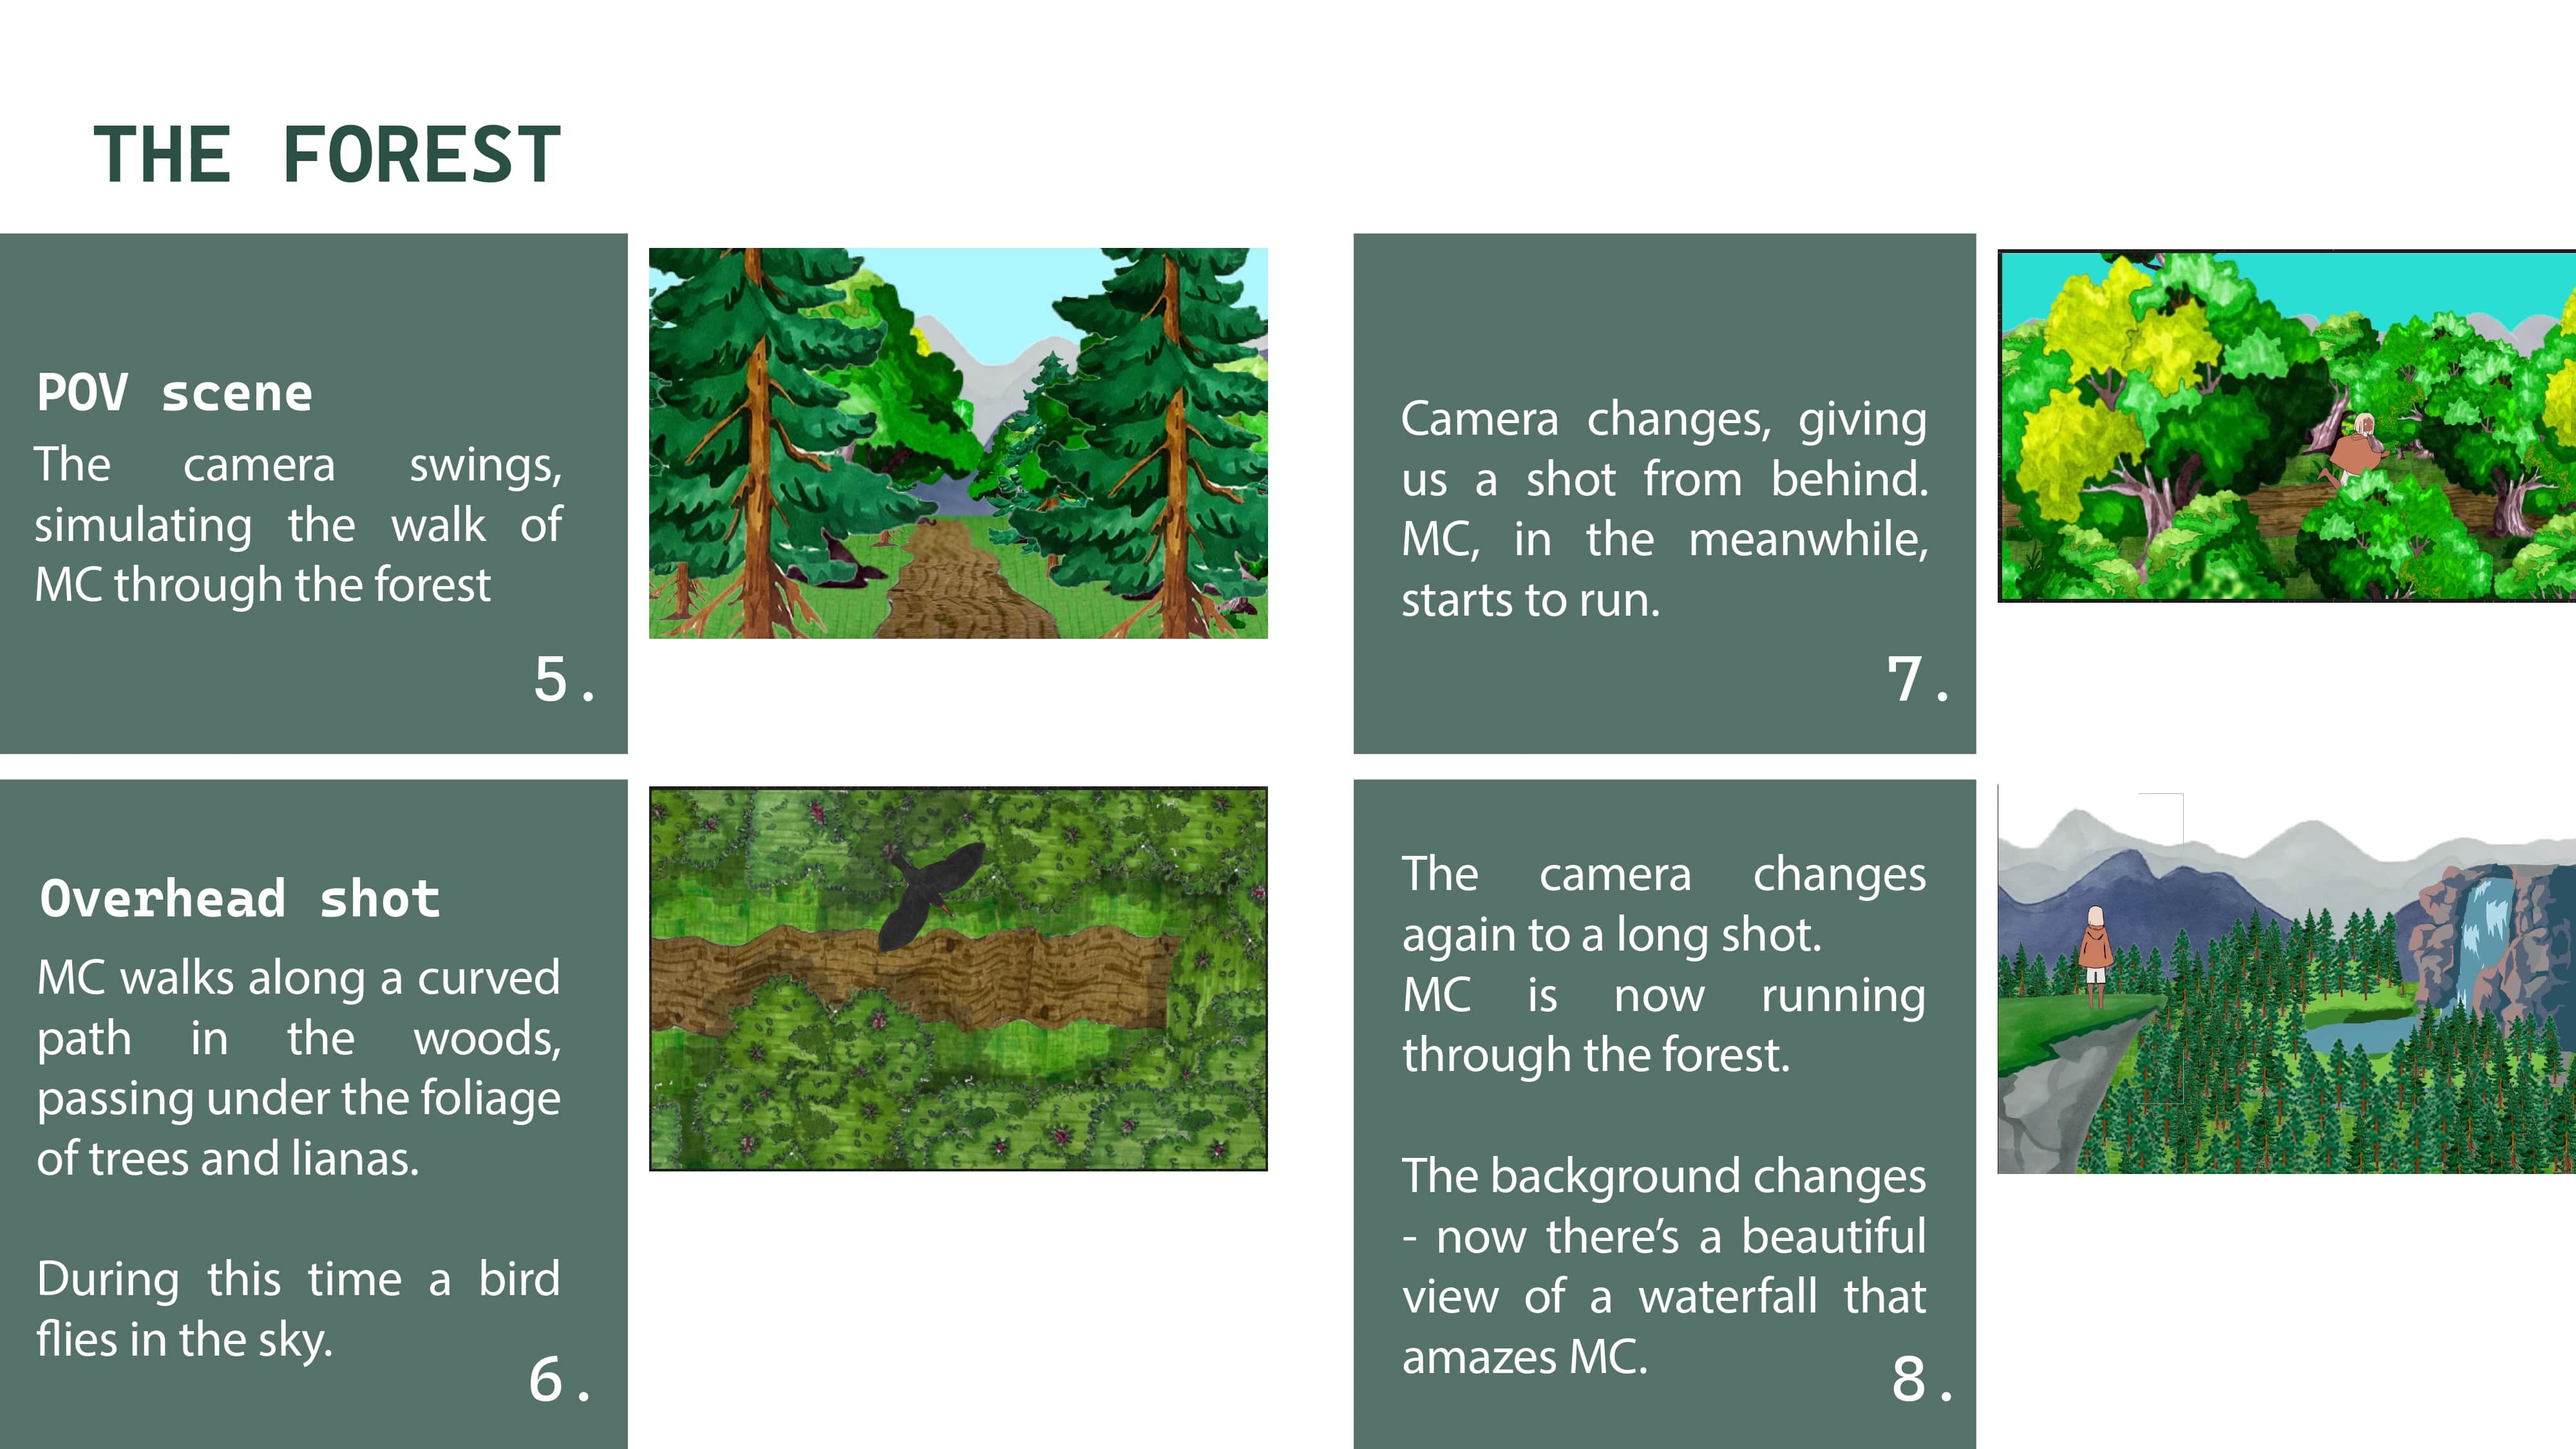 THE FOREST
POV scene
The camera swings,
simulating the walk of
MC through the forest
5.
Overhead shot
MC walks along a curved
path in the woods,
passing under the foliage
of trees and lianas.
During this time a bird
flies in the sky.
6.
Camera changes, giving
us a shot from behind.
MC, in the meanwhile,
starts to run.
7.
The camera changes
again to a long shot.
MC is now running
through the forest.
The background changes
- now there’s a beautiful
view of a waterfall that
amazes MC.
8.